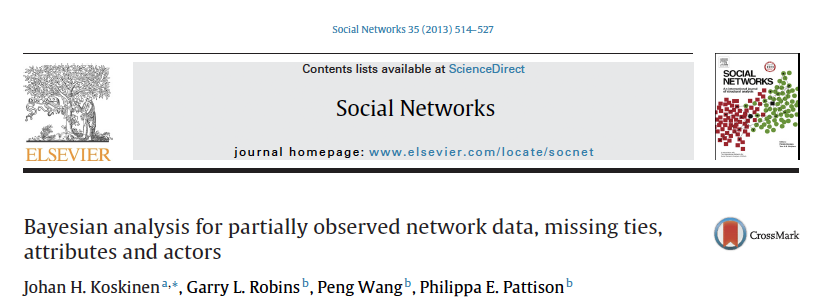 Social Networks 35 (2013) 514–527
Contents lists available at ScienceDirect
Social Networks
journal homepage: www.elsevier.com/locate/socnet
ELSEVIER
SOCIAL
NETWORKS
Bayesian analysis for partially observed network data, missing ties,
attributes and actors
CrossMark
Johan H. Koskinen a,*, Garry L. Robins b, Peng Wang b, Philippa E. Pattison b